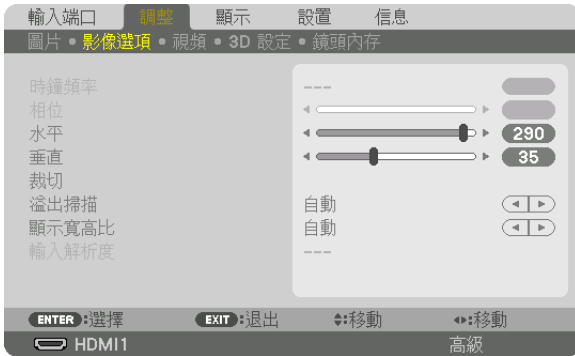 輸入端口 調整 顯示 設置 信息
圖片 • 影像選項 • 視頻 • 3D 設定 • 鏡頭內存
時鐘頻率 ---
相位
水平 290
垂直 35
裁切
溢出掃描 自動
顯示寬高比 自動
輸入解析度 ---
ENTER:選擇 EXIT:退出 :移動 :移動
HDMI1 高級